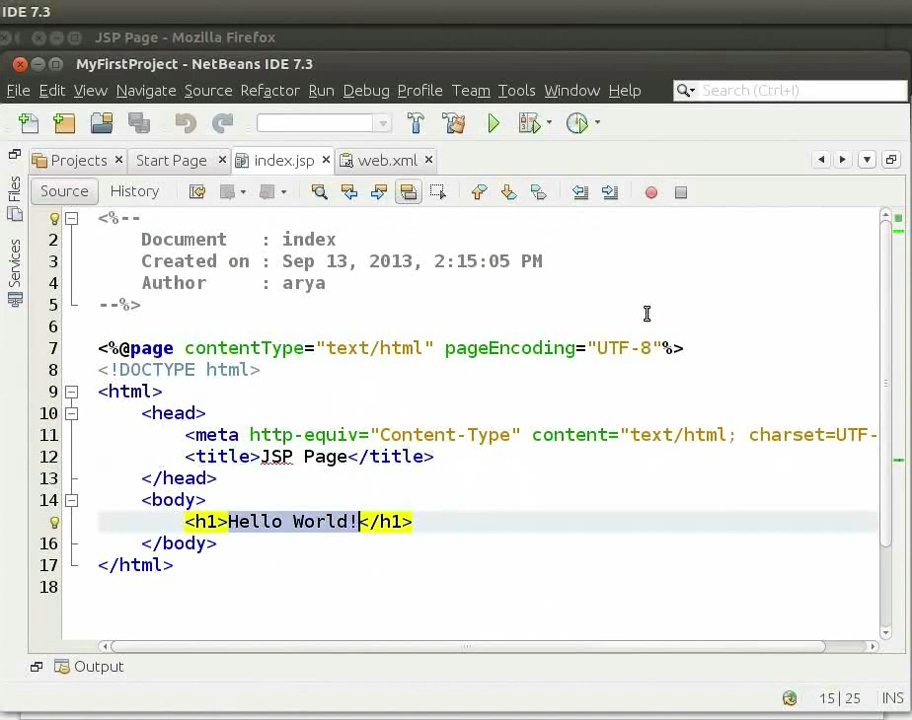 IDE 7.3
JSP Page - Mozilla Firefox
MyFirstProject - NetBeans IDE 7.3
File Edit View Navigate Source Refactor Run Debug Profile Team Tools Window Help Search (Ctrl+I)
Projects Start Page index.jsp web.xml
Files
Services
Source History
<%--
2 Document : index
3 Created on : Sep 13, 2013, 2:15:05 PM
4 Author : arya
5 --%>
6
7 <%@page contentType="text/html" pageEncoding="UTF-8"%>
8 <!DOCTYPE html>
9 <html>
10 <head>
11 <meta http-equiv="Content-Type" content="text/html; charset=UTF-
12 <title>JSP Page</title>
13 </head>
14 <body>
<h1>Hello World!</h1>
16 </body>
17 </html>
18
Output
15|25 INS